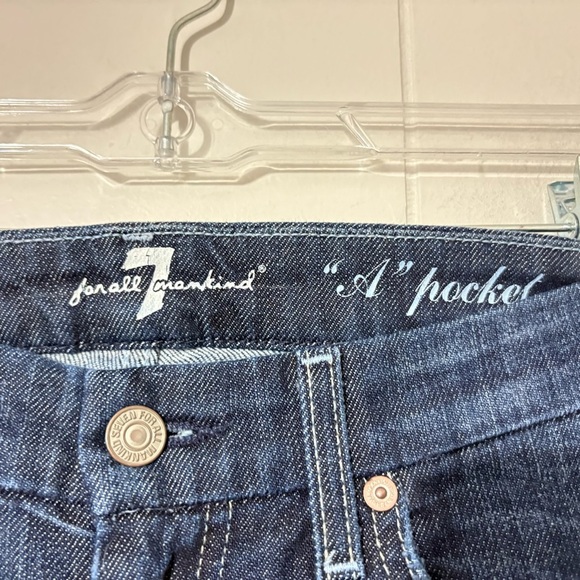 7 for all mankind® "A" pocket
SEVEN FOR ALL MANKIND